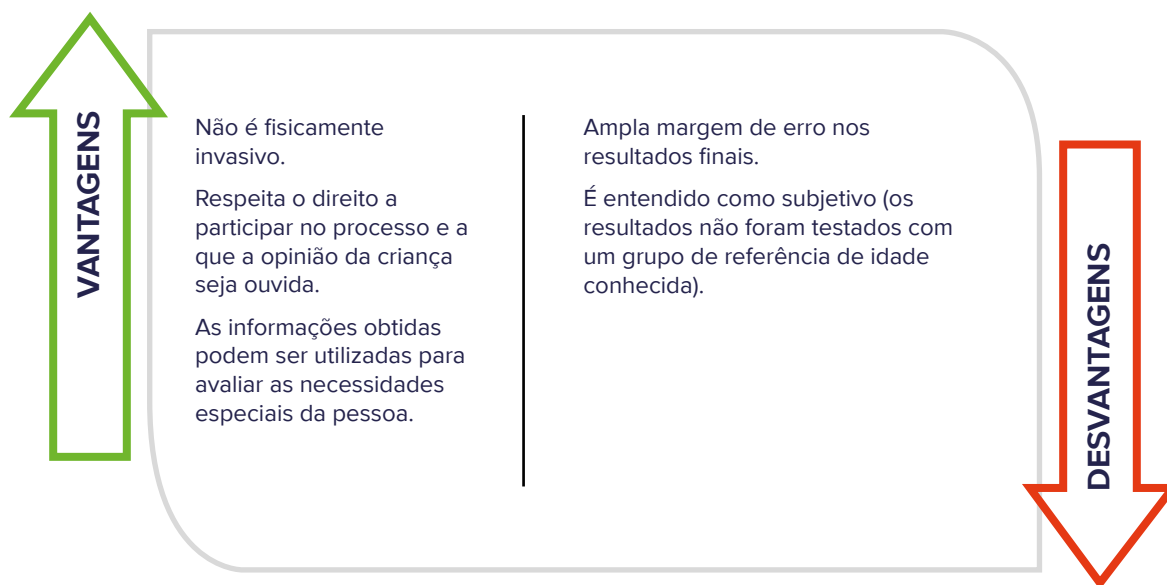 VANTAGENS
Não é fisicamente
invasivo.
Respeita o direito a
participar no processo e a
que a opinião da criança
seja ouvida.
As informações obtidas
podem ser utilizadas para
avaliar as necessidades
especiais da pessoa.
Ampla margem de erro nos
resultados finais.
É entendido como subjetivo (os
resultados não foram testados com
um grupo de referência de idade
conhecida).
DESVANTAGENS